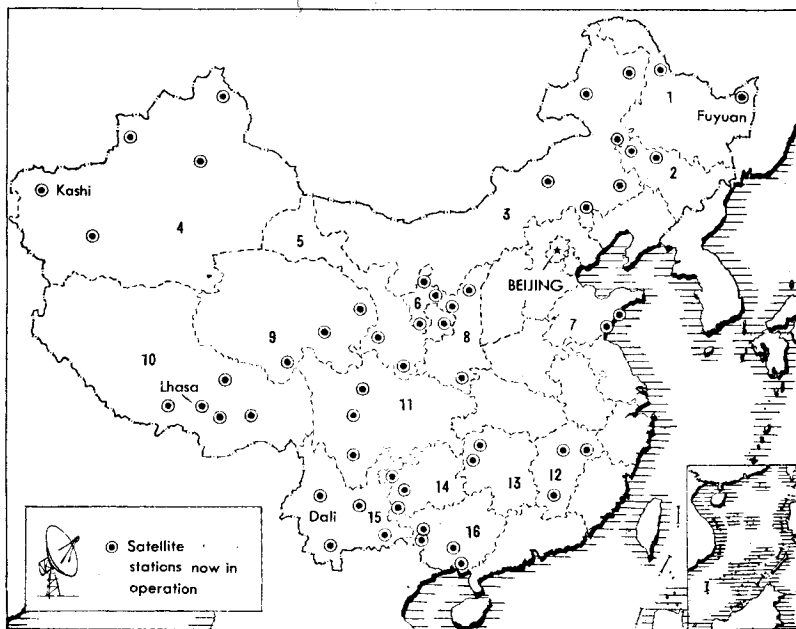 1
Fuyuan
2
Kashi
3
4
5
BEIJING
6
7
8
9
10
Lhasa
11
12
13
14
Dali
15
16
Satellite
stations now in
operation